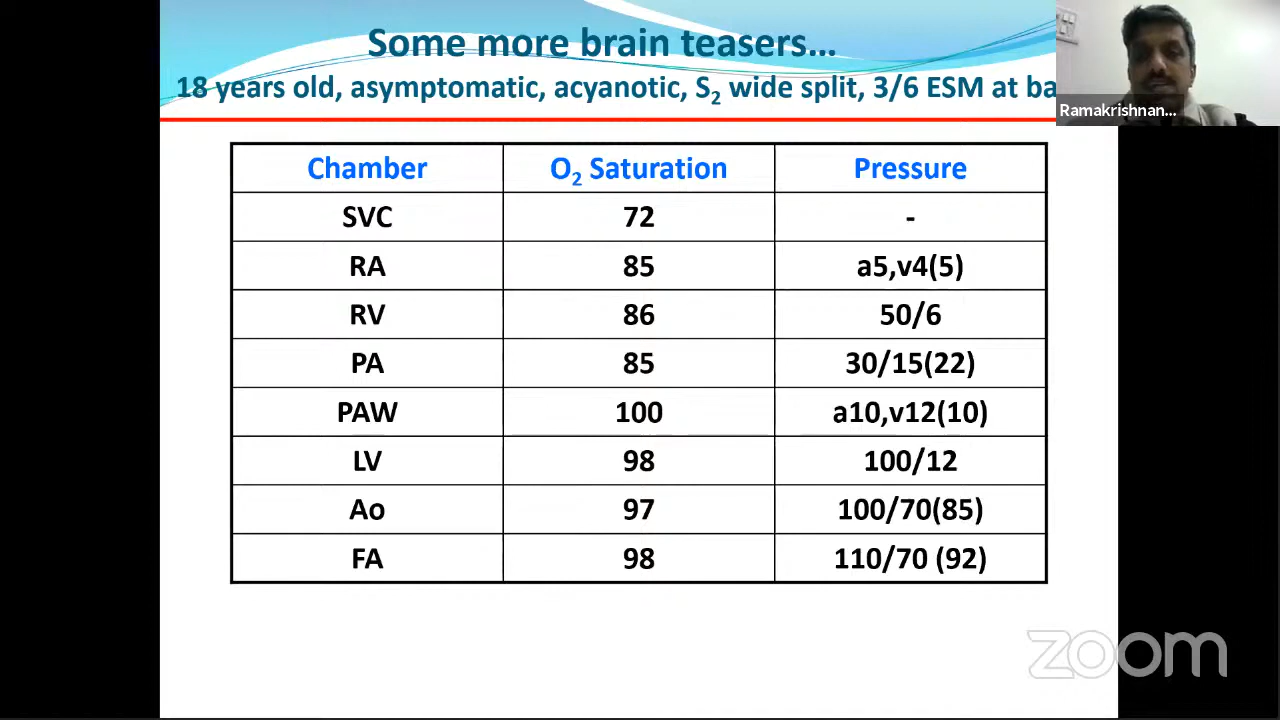 Some more brain teasers...
18 years old, asymptomatic, acyanotic, S2 wide split, 3/6 ESM at ba
Ramakrishnan...
Chamber O2 Saturation Pressure
SVC 72 -
RA 85 a5,v4(5)
RV 86 50/6
PA 85 30/15(22)
PAW 100 a10,v12(10)
LV 98 100/12
Ao 97 100/70(85)
FA 98 110/70 (92)
zoom